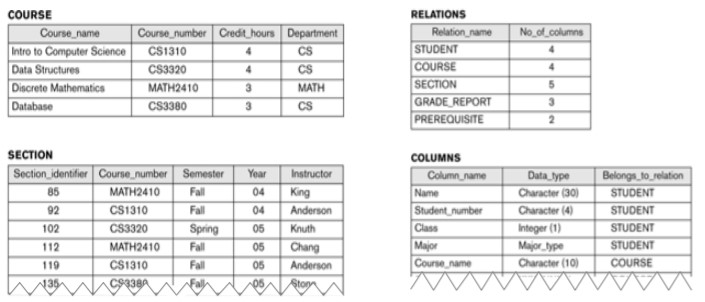 COURSE
Course_name Course_number Credit_hours Department
Intro to Computer Science CS1310 4 CS
Data Structures CS3320 4 CS
Discrete Mathematics MATH2410 3 MATH
Database CS3380 3 CS
SECTION
Section_identifier Course_number Semester Year Instructor
85 MATH2410 Fall 04 King
92 CS1310 Fall 04 Anderson
102 CS3320 Spring 05 Knuth
112 MATH2410 Fall 05 Chang
119 CS1310 Fall 05 Anderson
135 CS3380 Fall 05 Stone
RELATIONS
Relation_name No_of_columns
STUDENT 4
COURSE 4
SECTION 5
GRADE_REPORT 3
PREREQUISITE 2
COLUMNS
Column_name Data_type Belongs_to_relation
Name Character (30) STUDENT
Student_number Character (4) STUDENT
Class Integer (1) STUDENT
Major Major_type STUDENT
Course_name Character (10) COURSE